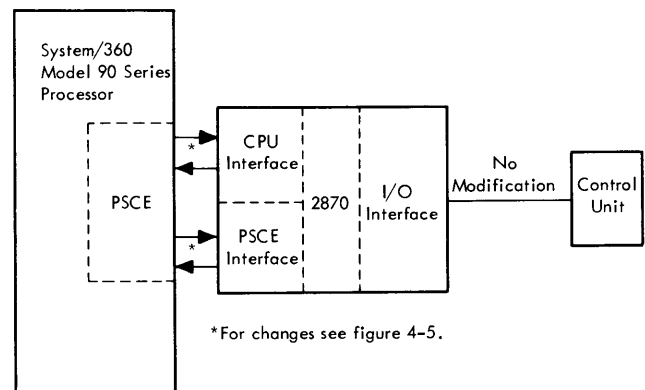 System/360
Model 90 Series
Processor
PSCE
*
*
CPU
Interface
PSCE
Interface
2870
I/O
Interface
No
Modification
Control
Unit
*For changes see figure 4-5.